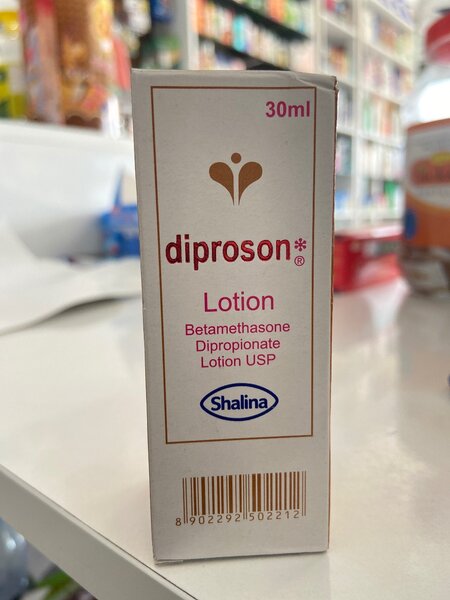 30ml
diproson*®
Lotion
Betamethasone
Dipropionate
Lotion USP
Shalina
8 902292 502212